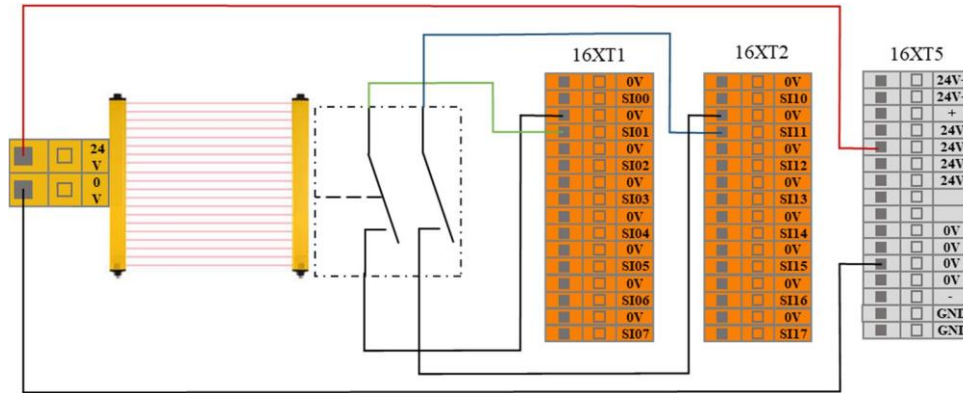 16XT1
16XT2
16XT5
24
V
0
V
0V
SI00
0V
SI01
0V
SI02
0V
SI03
0V
SI04
0V
SI05
0V
SI06
0V
SI07
0V
SI10
0V
SI11
0V
SI12
0V
SI13
0V
SI14
0V
SI15
0V
SI16
0V
SI17
24V+
24V+
+
24V
24V
24V
24V
0V
0V
0V
0V
-
GND
GND